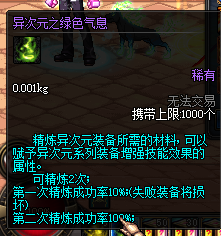 异次元之绿色气息
稀有
0.001kg
无法交易
携带上限:1000个
精炼异次元装备所需的材料,可以
赋予异次元系列装备增强技能效果的
属性。
可精炼2次;
第一次精炼成功率10%(失败装备将损
坏)
第二次精炼成功率100%;